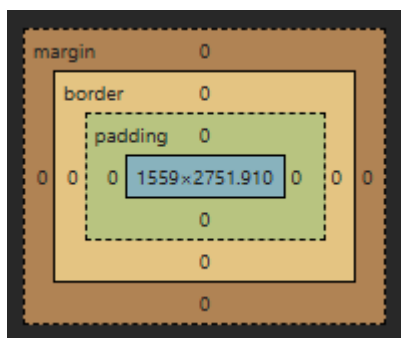 margin 0
border 0
padding 0
0 0 0 1559×2751.910 0 0 0
0
0
0